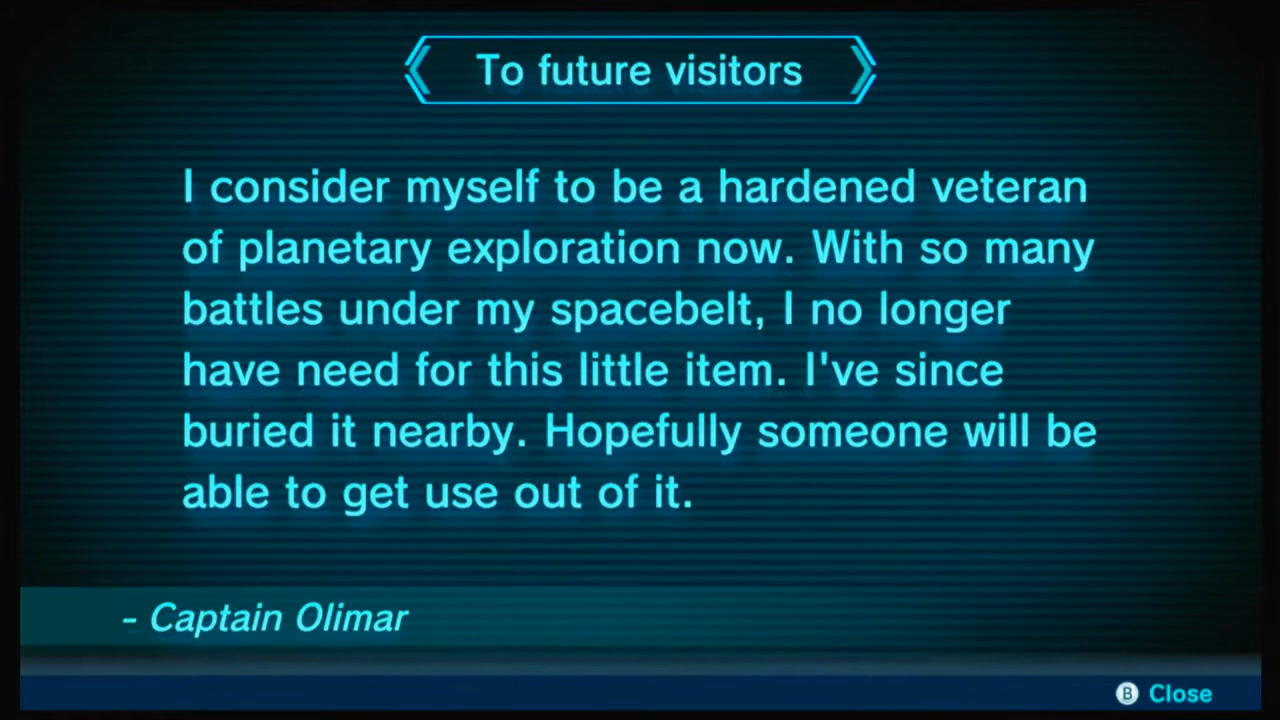 To future visitors
I consider myself to be a hardened veteran
of planetary exploration now. With so many
battles under my spacebelt, I no longer
have need for this little item. I've since
buried it nearby. Hopefully someone will be
able to get use out of it.
– Captain Olimar
B Close